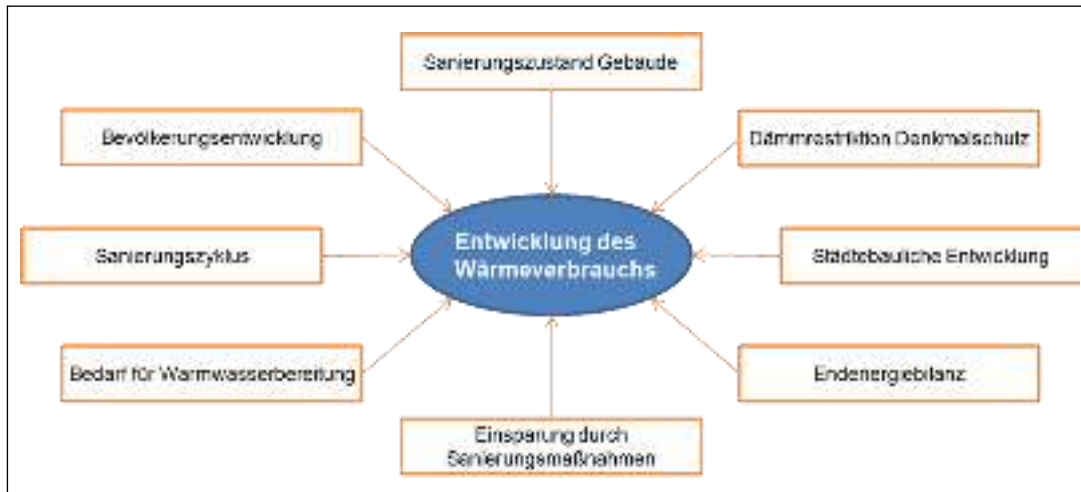 Sanierungszustand Gebäude
Bevölkerungsentwicklung
Dämmrestriktion Denkmalschutz
Entwicklung des
Wärmeverbrauchs
Sanierungszyklus
Städtebauliche Entwicklung
Bedarf für Warmwasserbereitung
Endenergiebilanz
Einsparung durch
Sanierungsmaßnahmen